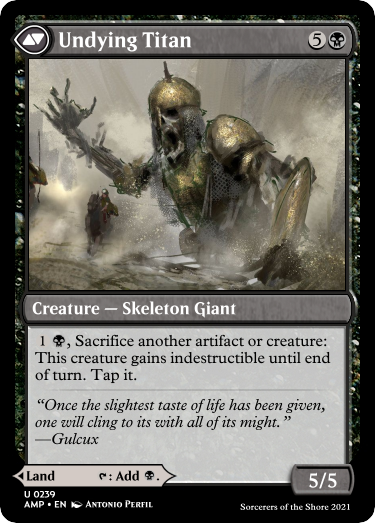 Undying Titan 5
Creature — Skeleton Giant
1 , Sacrifice another artifact or creature:
This creature gains indestructible until end
of turn. Tap it.
“Once the slightest taste of life has been given,
one will cling to its with all of its might.”
—Gulcux
Land : Add .
5/5
U 0239
AMP • EN Antonio Perfil
Sorcerers of the Shore 2021